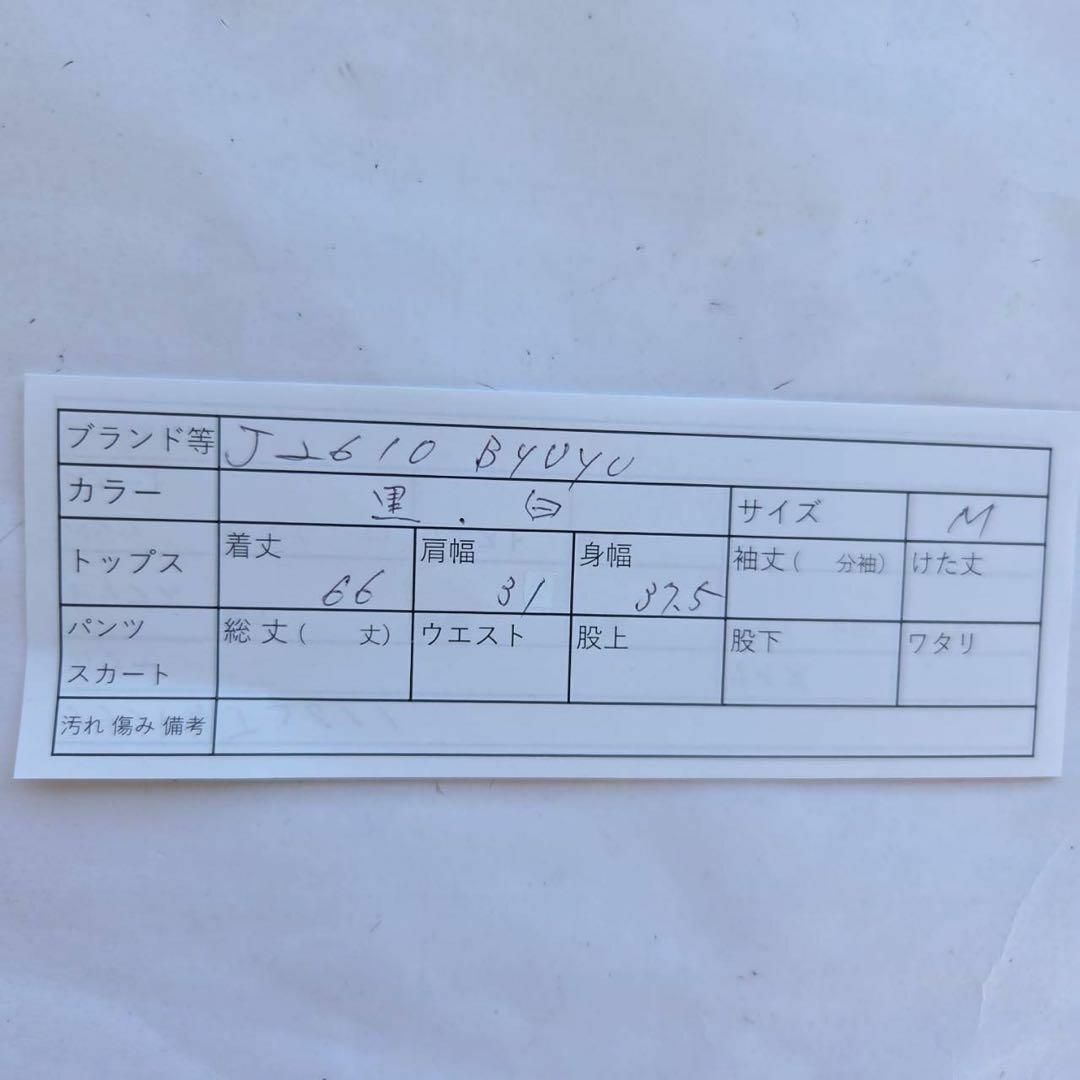 ブランド等 J2610 BYUYU
カラー 黒.白 サイズ M
トップス 着丈 66 肩幅 31 身幅 37.5 袖丈( 分袖) けた丈
パンツ スカート 総丈( 丈) ウエスト 股上 股下 ワタリ
汚れ 傷み 備考